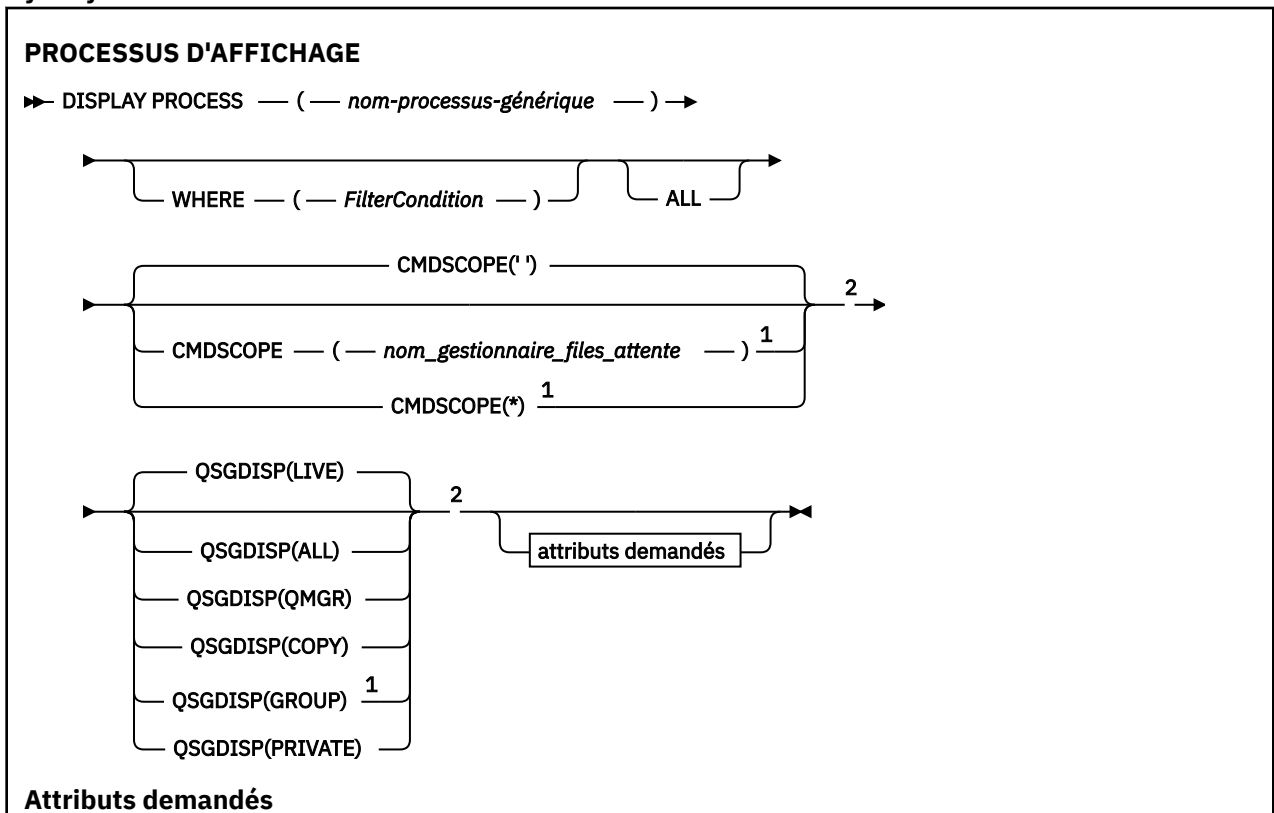 PROCESSUS D'AFFICHAGE
DISPLAY PROCESS ( nom-processus-générique )
WHERE ( FilterCondition ) ALL
CMDSCOPE(' ')
2
CMDSCOPE ( nom_gestionnaire_files_attente ) 1
CMDSCOPE(*) 1
QSGDISP(LIVE)
2
QSGDISP(ALL) attributs demandés
QSGDISP(QMGR)
QSGDISP(COPY)
QSGDISP(GROUP) 1
QSGDISP(PRIVATE)
Attributs demandés